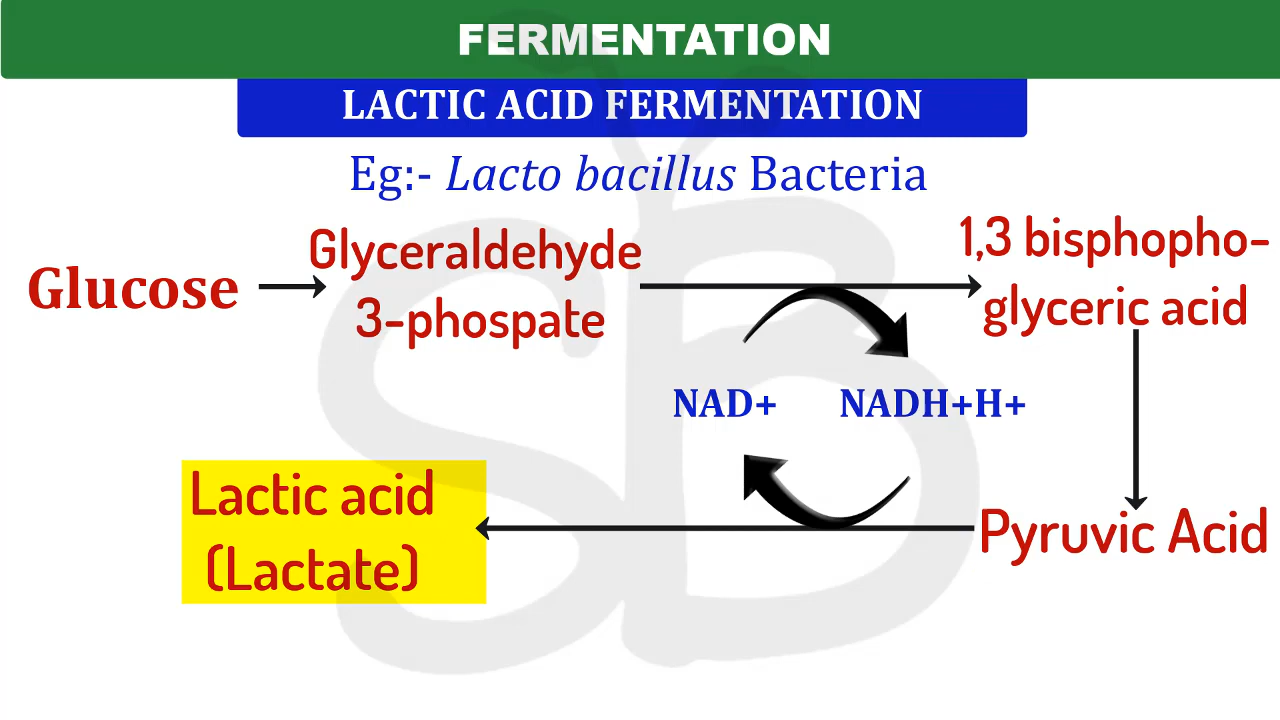 FERMENTATION
LACTIC ACID FERMENTATION
Eg:- Lacto bacillus Bacteria
Glucose
Glyceraldehyde
3-phospate
1,3 bisphopho-
glyceric acid
NAD+
NADH+H+
Lactic acid
(Lactate)
Pyruvic Acid
SB